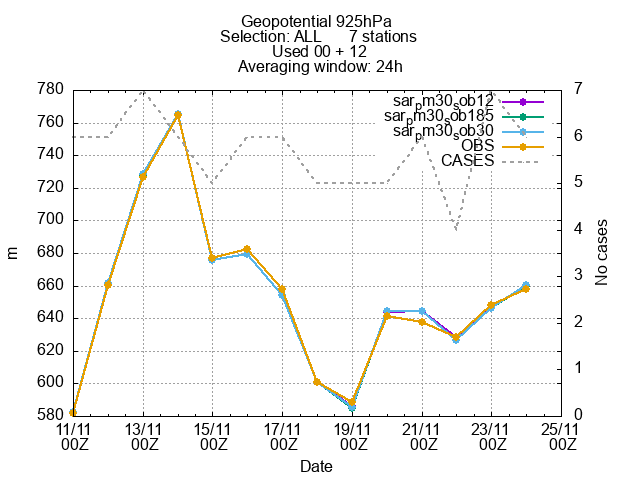 Geopotential 925hPa
Selection: ALL 7 stations
Used 00 + 12
Averaging window: 24h
780
760
740
720
700
680
660
640
620
600
580
m
7
6
5
4
3
2
1
0
No cases
sarpm30sob12
sarpm30sob185
sarpm30sob30
OBS
CASES
11/11 13/11 15/11 17/11 19/11 21/11 23/11 25/11
00Z 00Z 00Z 00Z 00Z 00Z 00Z 00Z
Date